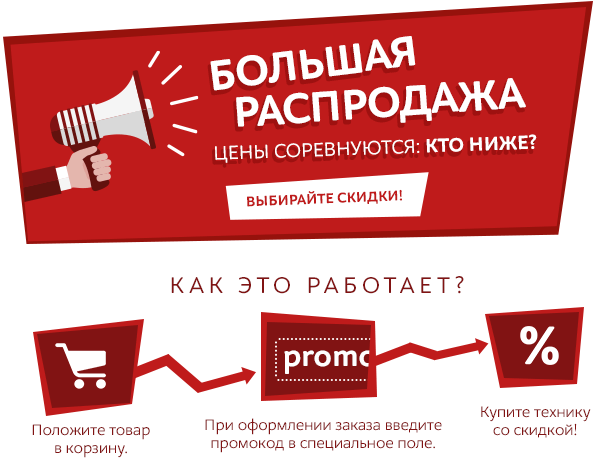 БОЛЬШАЯ
РАСПРОДАЖА
ЦЕНЫ СОРЕВНУЮТСЯ: КТО НИЖЕ?
ВЫБИРАЙТЕ СКИДКИ!
КАК ЭТО РАБОТАЕТ?
promo
%
Положите товар
в корзину.
При оформлении заказа введите
промокод в специальное поле.
Купите технику
со скидкой!